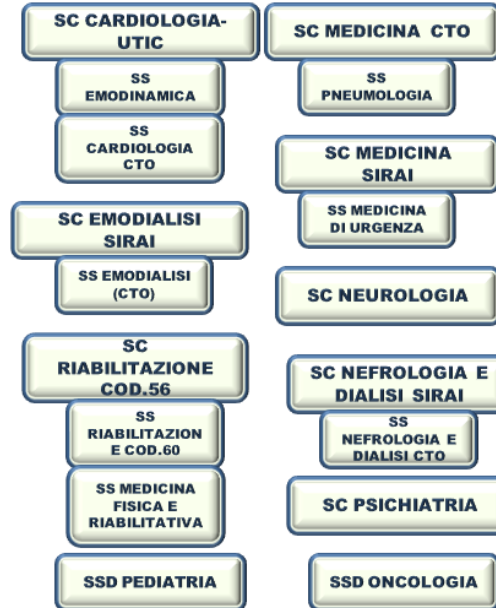 SC CARDIOLOGIA-
UTIC
SS
EMODINAMICA
SS
CARDIOLOGIA
CTO
SC EMODIALISI
SIRAI
SS EMODIALISI
(CTO)
SC
RIABILITAZIONE
COD.56
SS
RIABILITAZION
E COD.60
SS MEDICINA
FISICA E
RIABILITATIVA
SSD PEDIATRIA
SC MEDICINA CTO
SS
PNEUMOLOGIA
SC MEDICINA
SIRAI
SS MEDICINA
DI URGENZA
SC NEUROLOGIA
SC NEFROLOGIA E
DIALISI SIRAI
SS
NEFROLOGIA E
DIALISI CTO
SC PSICHIATRIA
SSD ONCOLOGIA